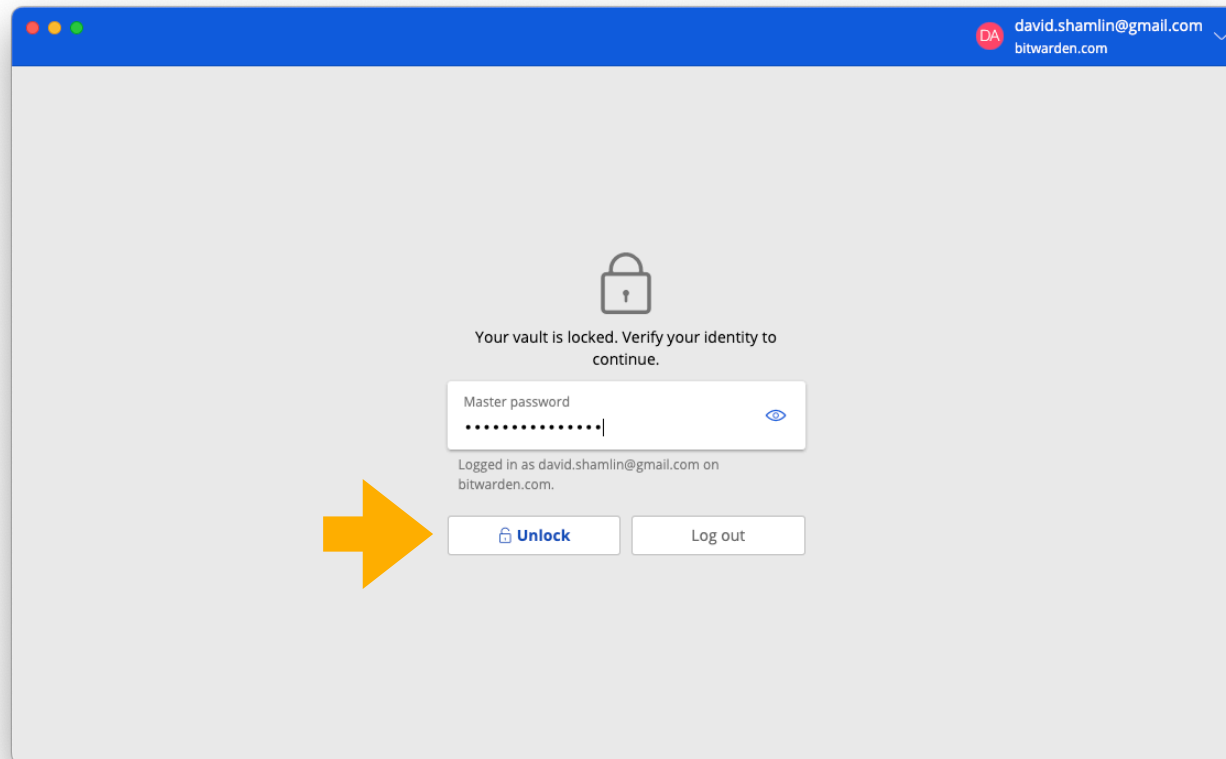 DA
david.shamlin@gmail.com
bitwarden.com
Your vault is locked. Verify your identity to
continue.
Master password
•••••••••••••••
Logged in as david.shamlin@gmail.com on
bitwarden.com.
Unlock
Log out